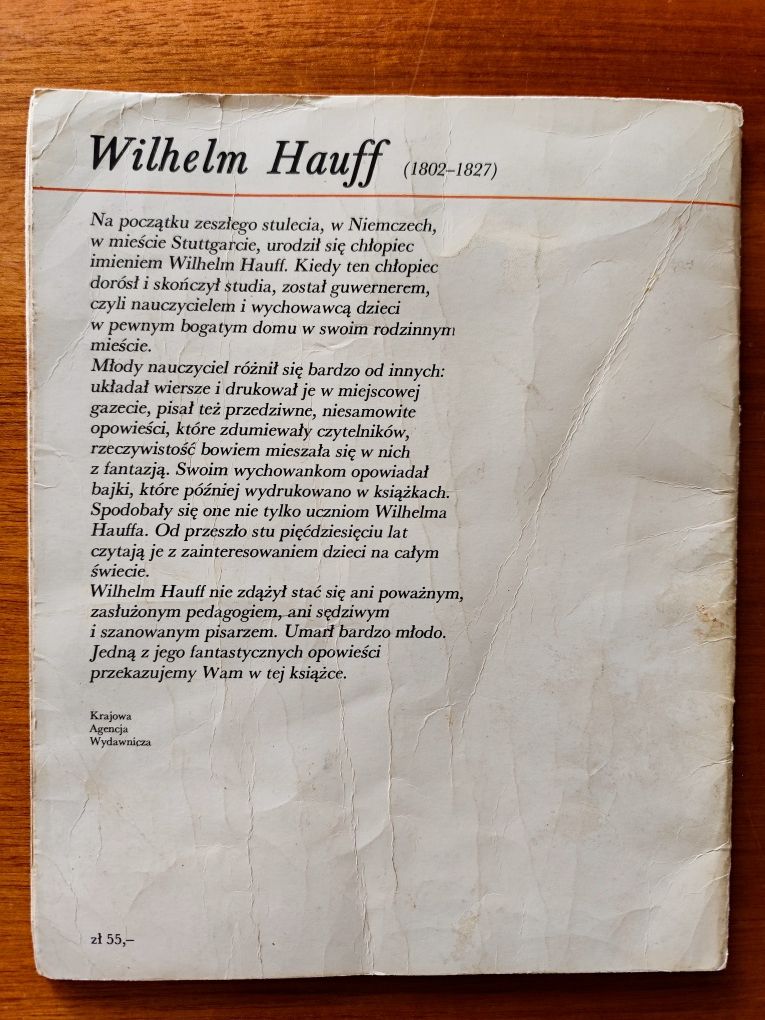 Wilhelm Hauff (1802–1827)
Na początku zeszłego stulecia, w Niemczech,
w mieście Stuttgarcie, urodził się chłopiec
imieniem Wilhelm Hauff. Kiedy ten chłopiec
dorósł i skończył studia, został guwernerem,
czyli nauczycielem i wychowawcą dzieci
w pewnym bogatym domu w swoim rodzinnym
mieście.
Młody nauczyciel różnił się bardzo od innych:
układał wiersze i drukował je w miejscowej
gazecie, pisał też przedziwne, niesamowite
opowieści, które zdumiewały czytelników,
rzeczywistość bowiem mieszała się w nich
z fantazją. Swoim wychowankom opowiadał
bajki, które później wydrukowano w książkach.
Spodobały się one nie tylko uczniom Wilhelma
Hauffa. Od przeszło stu pięćdziesięciu lat
czytają je z zainteresowaniem dzieci na całym
świecie.
Wilhelm Hauff nie zdążył stać się ani poważnym,
zasłużonym pedagogiem, ani sędziwym
i szanowanym pisarzem. Umarł bardzo młodo.
Jedną z jego fantastycznych opowieści
przekazujemy Wam w tej książce.
Krajowa
Agencja
Wydawnicza
zł 55,–